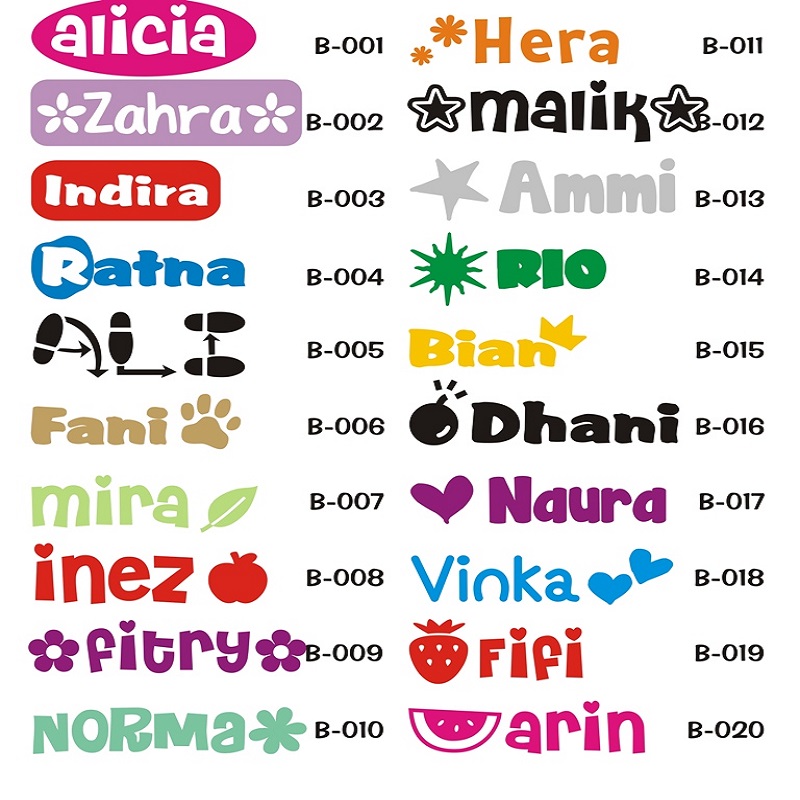 alicia B-001
Zahra B-002
Indira B-003
Ratna B-004
ALI B-005
Fani B-006
mira B-007
inez B-008
fitry B-009
NORMa B-010
Hera B-011
malik B-012
Ammi B-013
RIO B-014
Bian B-015
Dhani B-016
Naura B-017
Vinka B-018
Fifi B-019
arin B-020